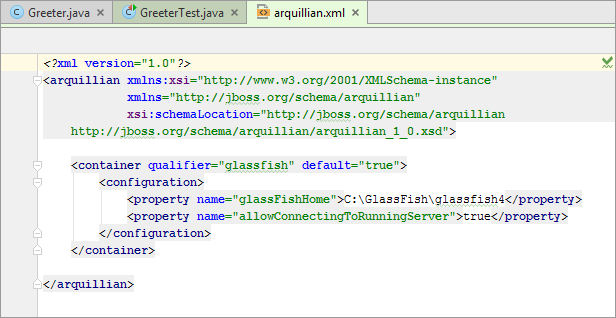 Greeter.java GreeterTest.java arquillian.xml
<?xml version="1.0"?>
<arquillian xmlns:xsi="http://www.w3.org/2001/XMLSchema-instance"
xmlns="http://jboss.org/schema/arquillian"
xsi:schemaLocation="http://jboss.org/schema/arquillian
http://jboss.org/schema/arquillian/arquillian_1_0.xsd">
<container qualifier="glassfish" default="true">
<configuration>
<property name="glassFishHome">C:\GlassFish\glassfish4</property>
<property name="allowConnectingToRunningServer">true</property>
</configuration>
</container>
</arquillian>